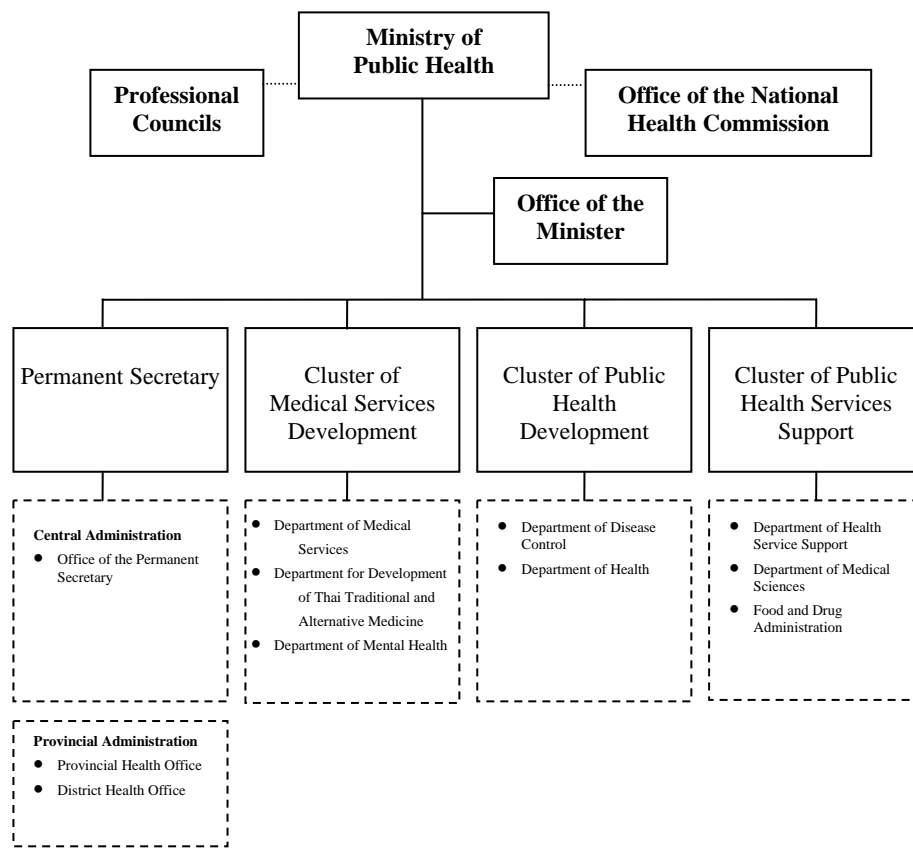 Ministry of
Public Health
Professional
Councils
Office of the National
Health Commission
Office of the
Minister
Permanent Secretary
Cluster of
Medical Services
Development
Cluster of Public
Health
Development
Cluster of Public
Health Services
Support
Central Administration
● Office of the Permanent
Secretary
● Department of Medical
Services
● Department for Development
of Thai Traditional and
Alternative Medicine
● Department of Mental Health
● Department of Disease
Control
● Department of Health
● Department of Health
Service Support
● Department of Medical
Sciences
● Food and Drug
Administration
Provincial Administration
● Provincial Health Office
● District Health Office